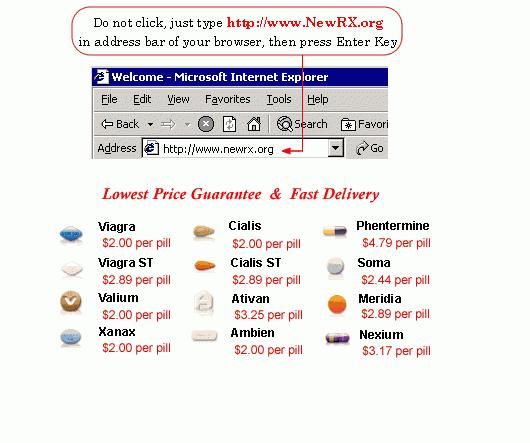 Do not click, just type http://www.NewRX.org
in address bar of your browser, then press Enter Key
Welcome - Microsoft Internet Explorer
File Edit View Favorites Tools Help
Back Search Favori
Address http://www.newrx.org Go
Lowest Price Guarantee & Fast Delivery
Viagra Cialis Phentermine
$2.00 per pill $2.00 per pill $4.79 per pill
Viagra ST Cialis ST Soma
$2.89 per pill $2.89 per pill $2.44 per pill
Valium Ativan Meridia
$2.00 per pill $3.25 per pill $2.89 per pill
Xanax Ambien Nexium
$2.00 per pill $2.00 per pill $3.17 per pill